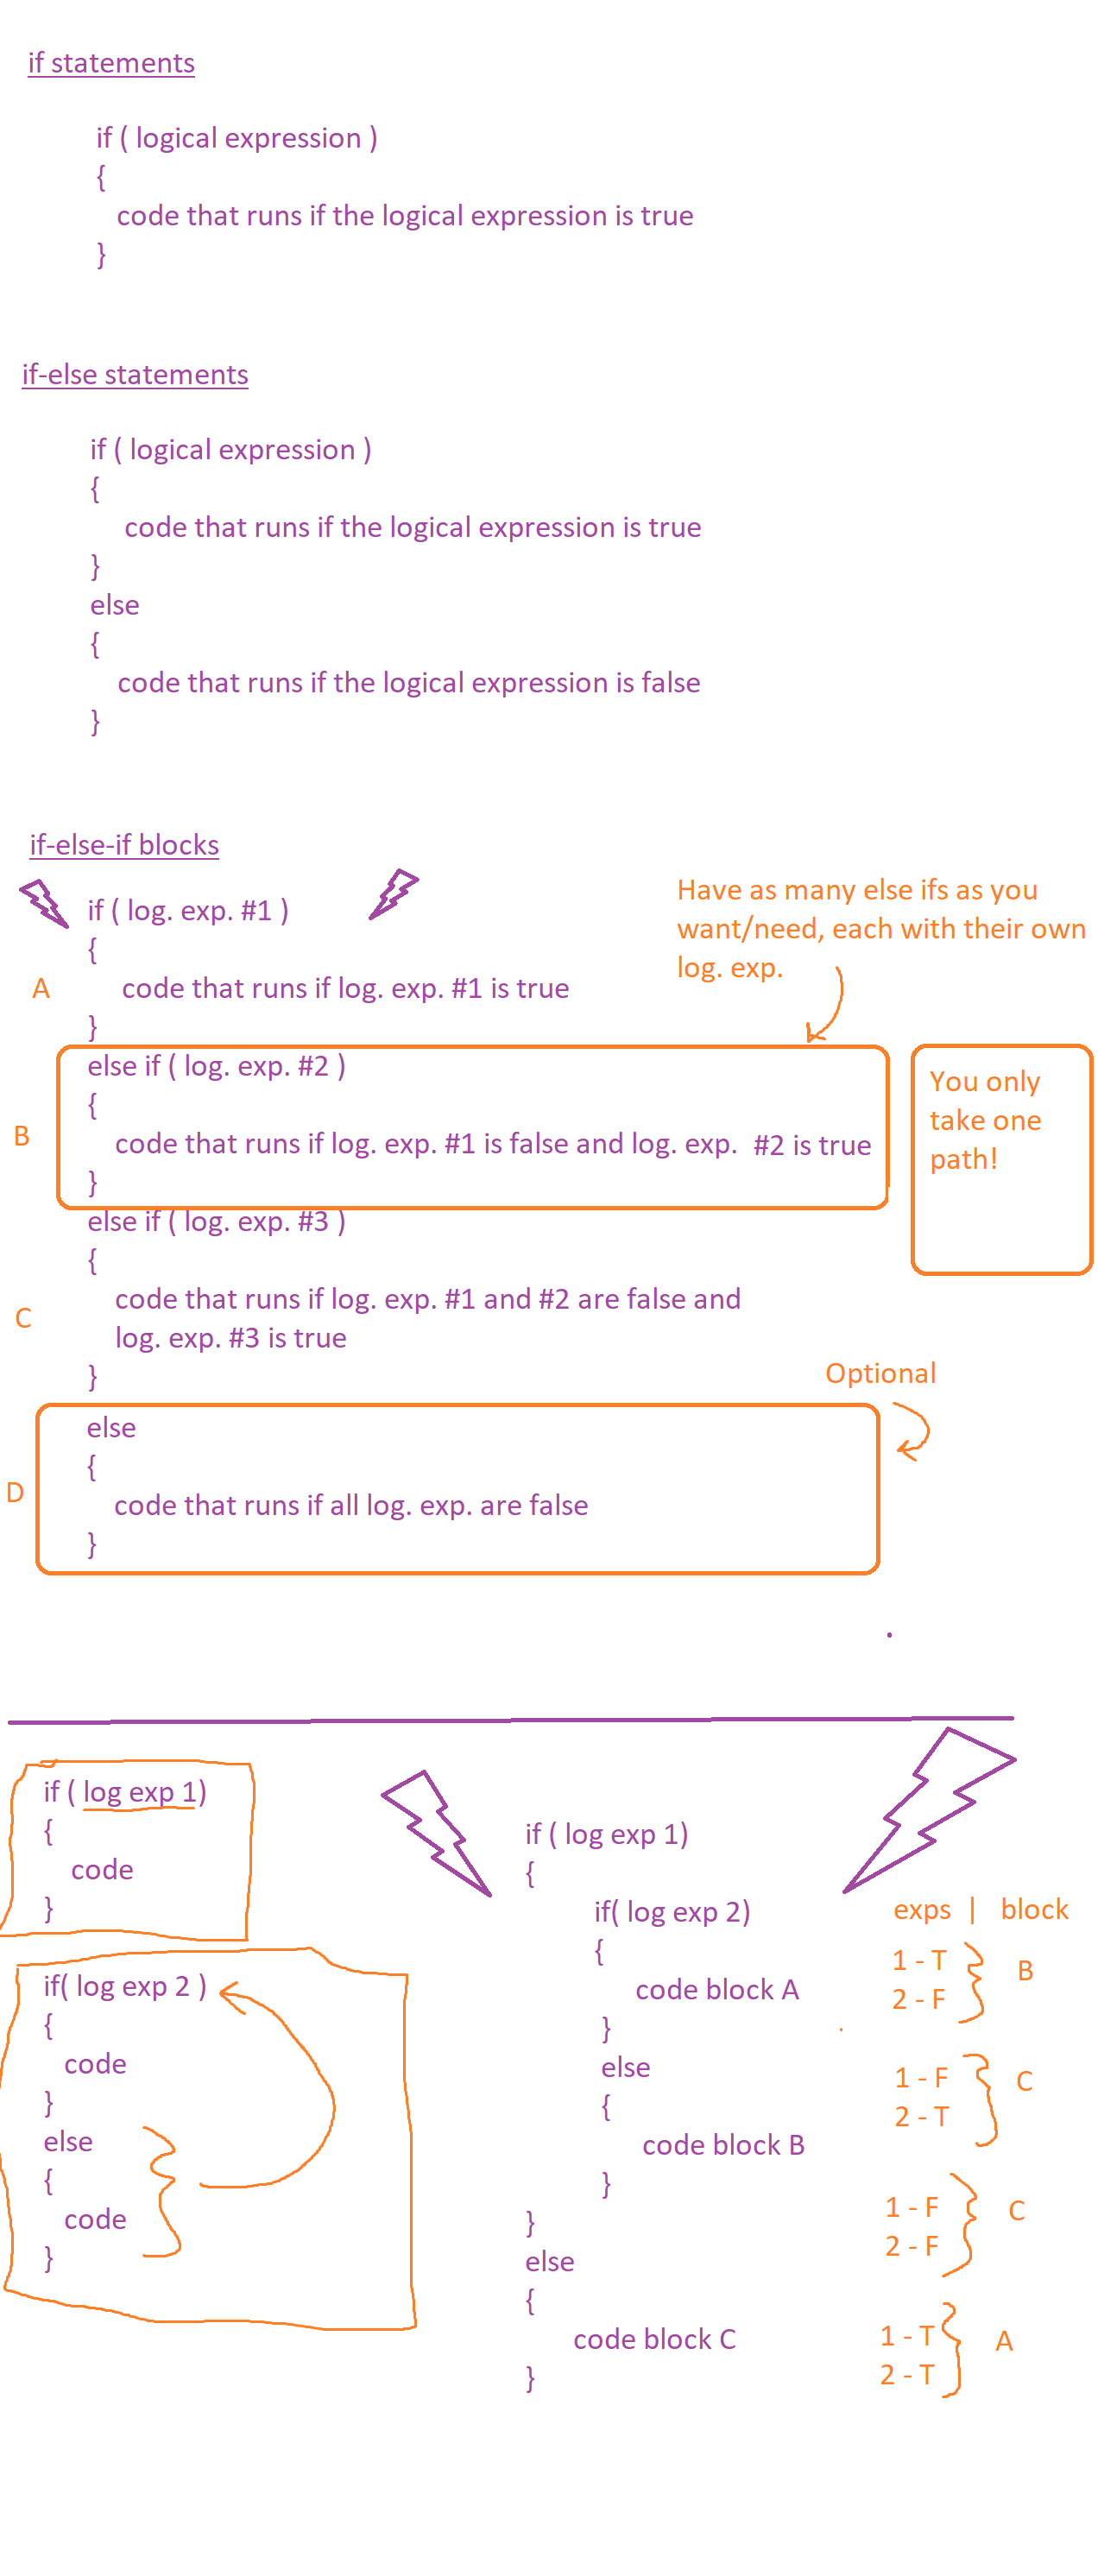 if statements
if ( logical expression )
{
code that runs if the logical expression is true
}
if-else statements
if ( logical expression )
{
code that runs if the logical expression is true
}
else
{
code that runs if the logical expression is false
}
if-else-if blocks
Have as many else ifs as you
want/need, each with their own
log. exp.
if ( log. exp. #1 )
{
A
code that runs if log. exp. #1 is true
}
else if ( log. exp. #2 )
{
B
code that runs if log. exp. #1 is false and log. exp. #2 is true
}
You only
take one
path!
else if ( log. exp. #3 )
{
C
code that runs if log. exp. #1 and #2 are false and
log. exp. #3 is true
}
Optional
else
{
D
code that runs if all log. exp. are false
}
if ( log exp 1)
{
code
}
if( log exp 2 )
{
code
}
else
{
code
}
if ( log exp 1)
{
if( log exp 2)
{
code block A
}
else
{
code block B
}
}
else
{
code block C
}
exps | block
1 - T
2 - F
B
1 - F
2 - T
C
1 - F
2 - F
C
1 - T
2 - T
A